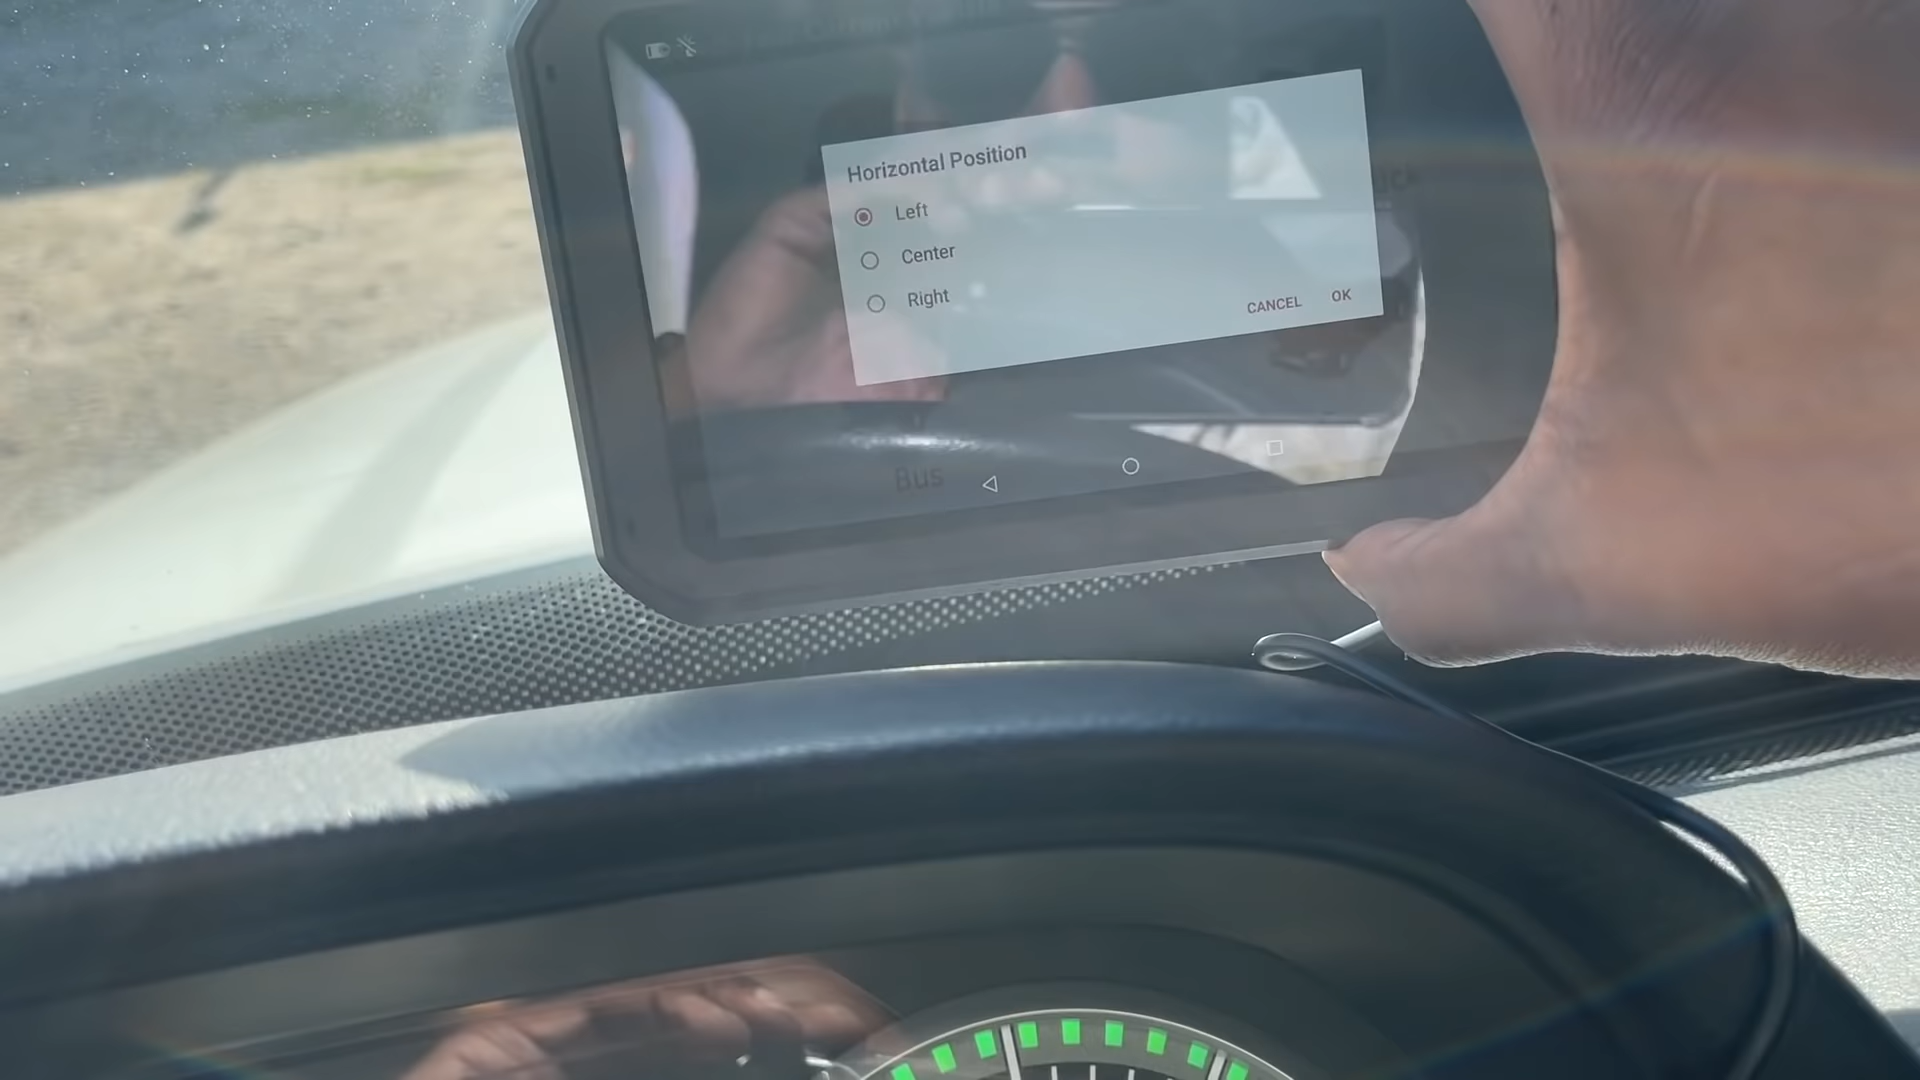 Horizontal Position
Left
Center
Right
CANCEL OK
Bus